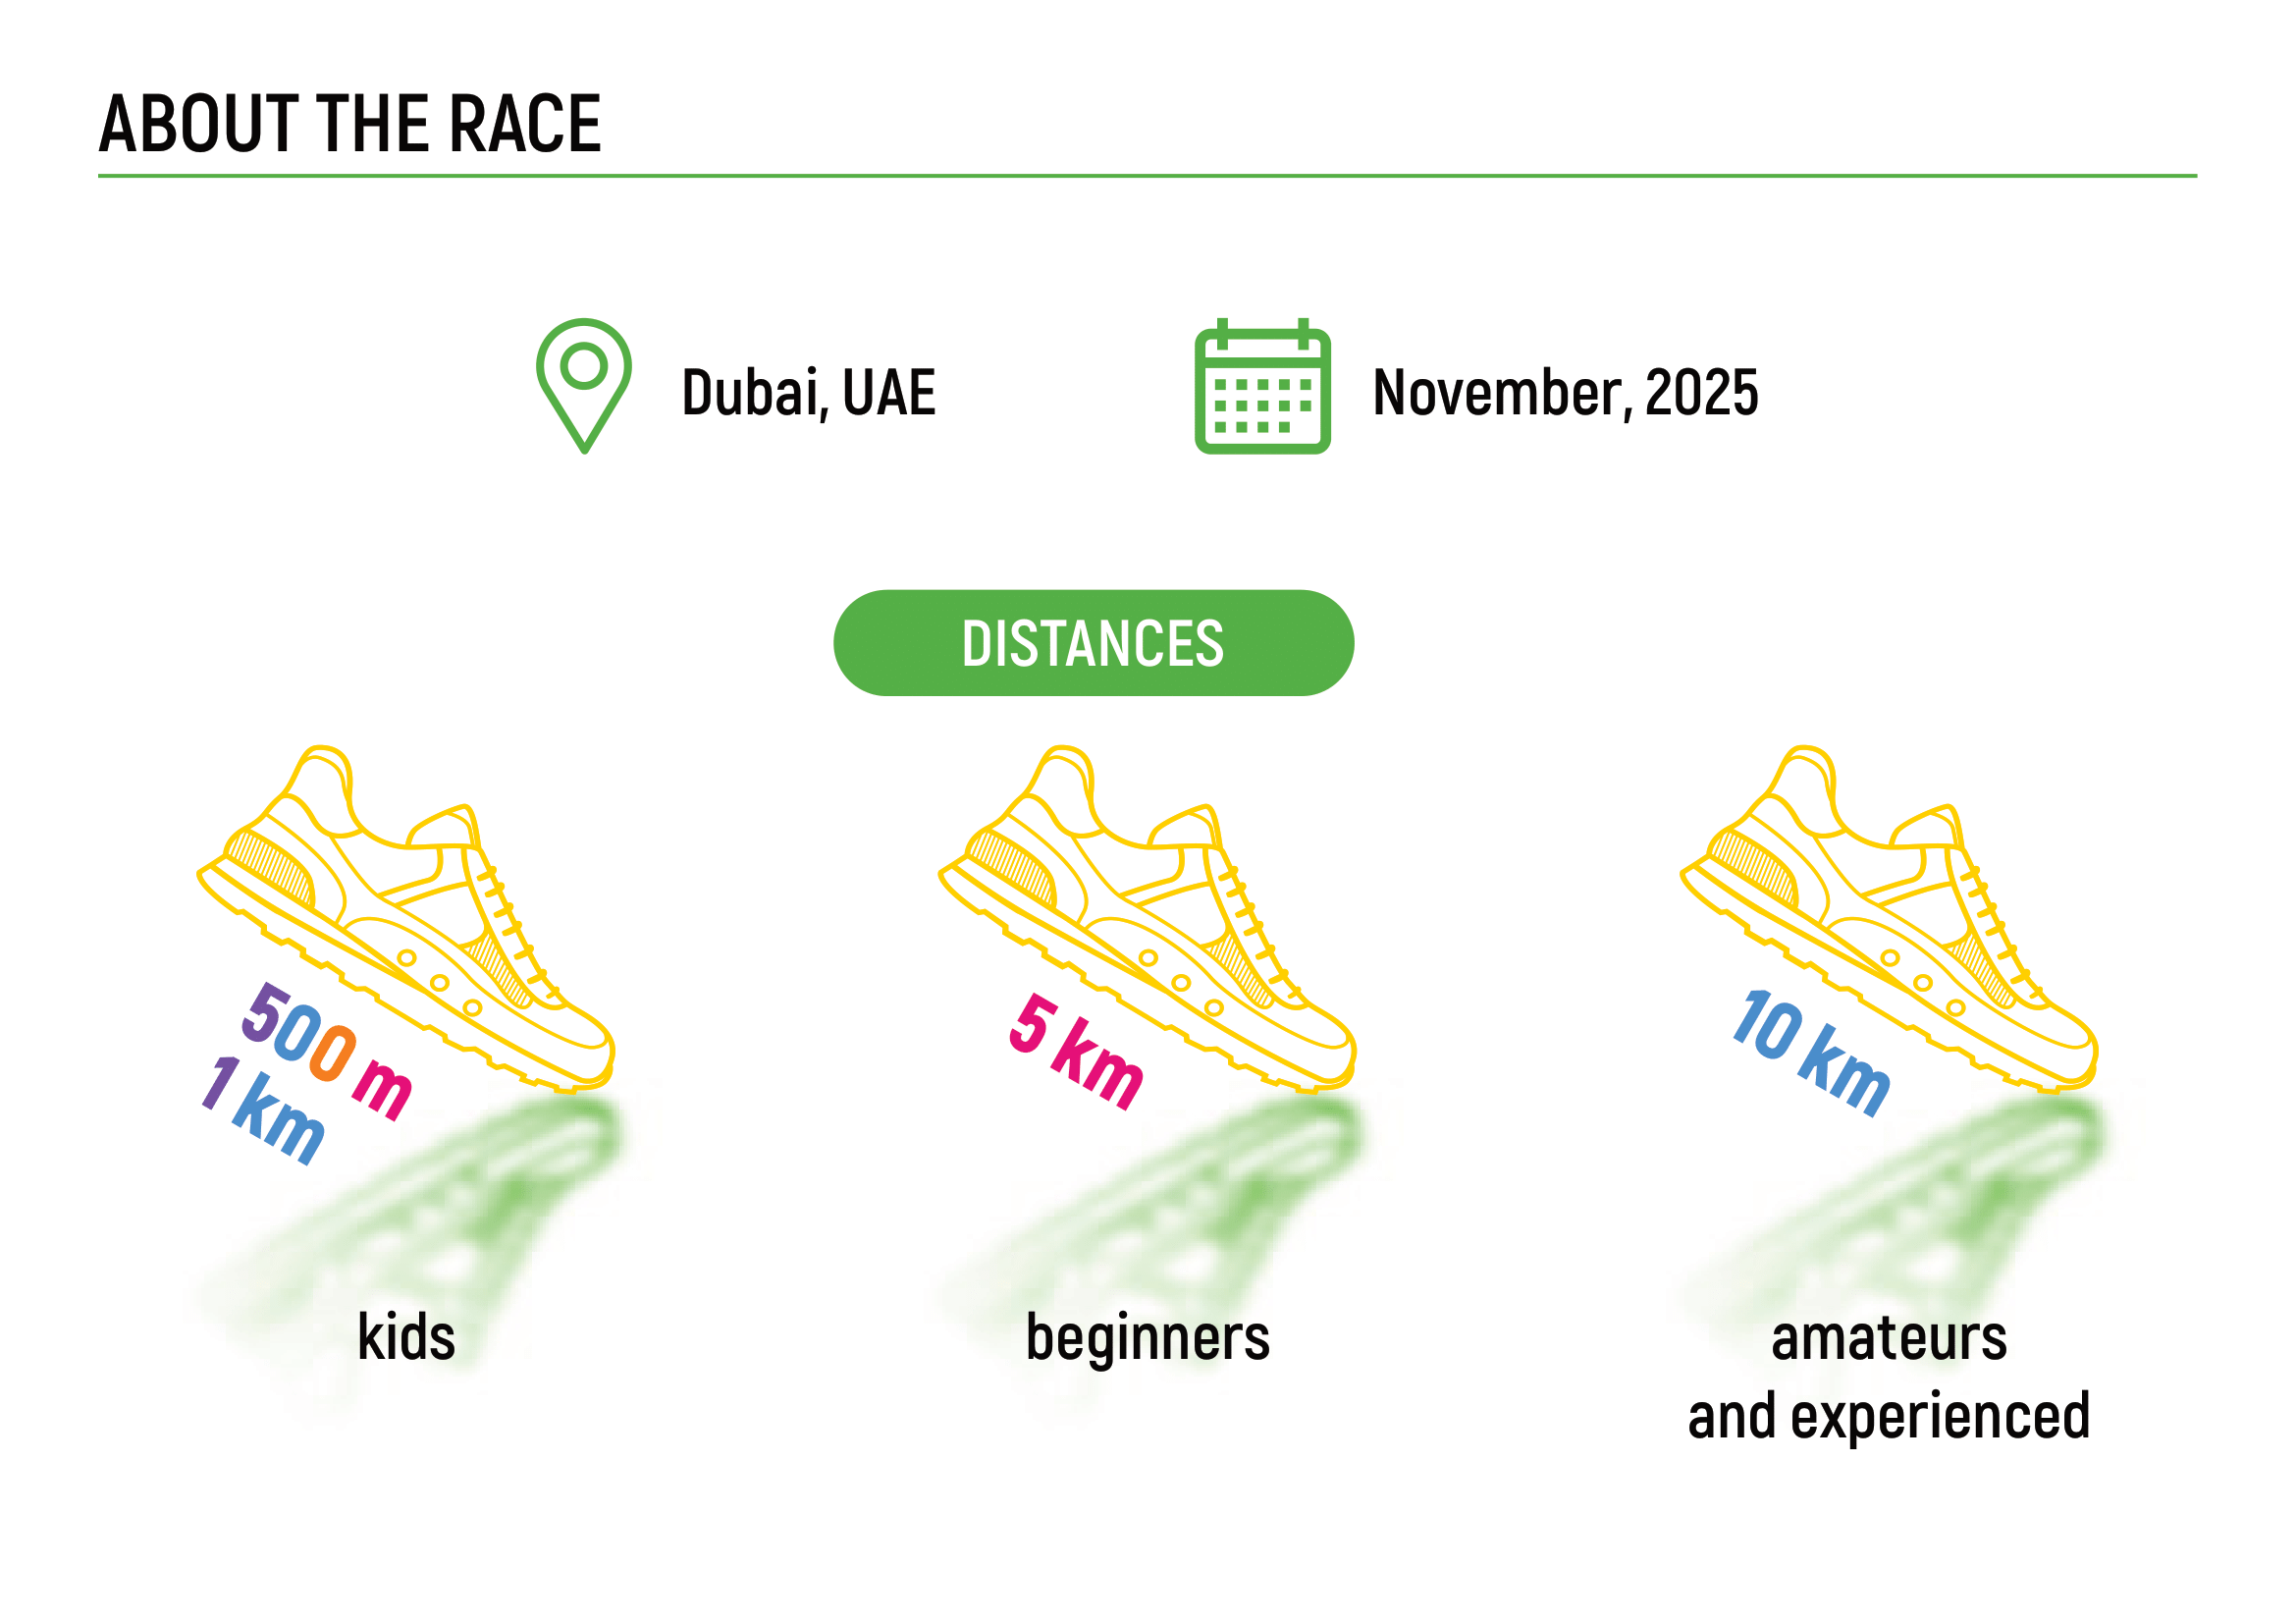 ABOUT THE RACE
Dubai, UAE
November, 2025
DISTANCES
500 m
1 km
5 km
10 km
kids
beginners
amateurs
and experienced